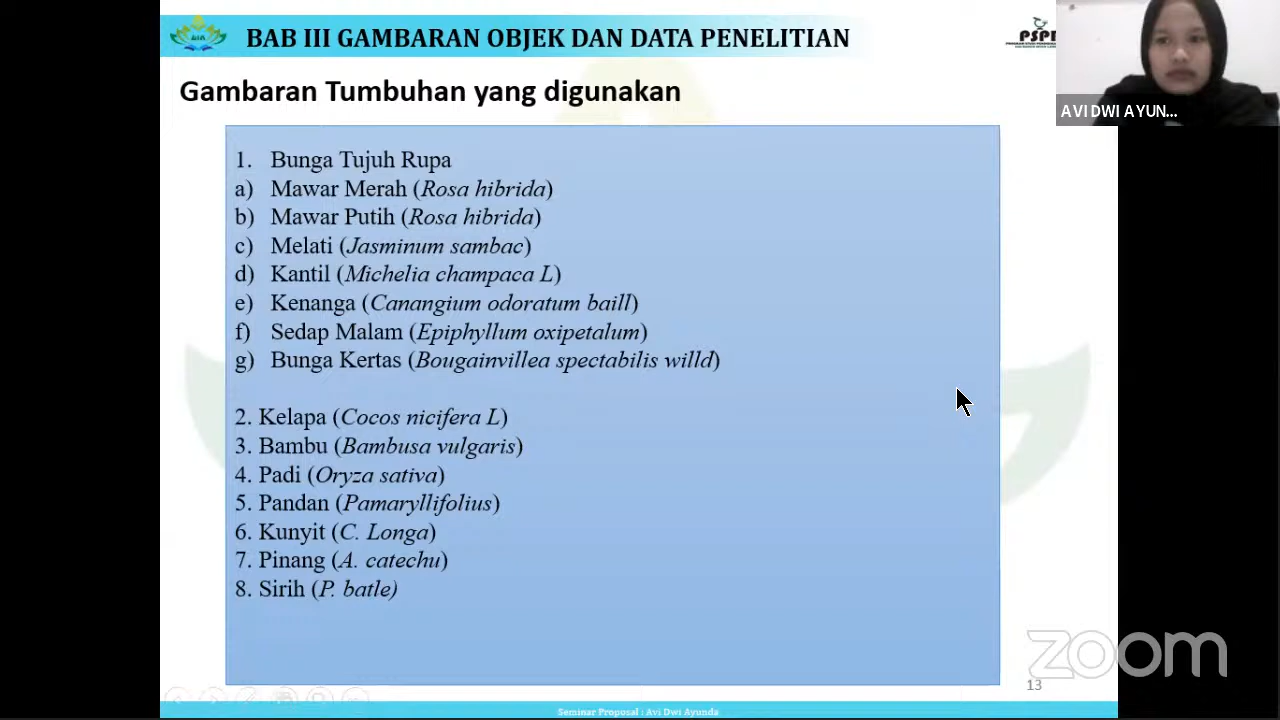 BAB III GAMBARAN OBJEK DAN DATA PENELITIAN
Gambaran Tumbuhan yang digunakan
AVI DWI AYUN...
1. Bunga Tujuh Rupa
a) Mawar Merah (Rosa hibrida)
b) Mawar Putih (Rosa hibrida)
c) Melati (Jasminum sambac)
d) Kantil (Michelia champaca L)
e) Kenanga (Canangium odoratum baill)
f) Sedap Malam (Epiphyllum oxipetalum)
g) Bunga Kertas (Bougainvillea spectabilis willd)
2. Kelapa (Cocos nicifera L)
3. Bambu (Bambusa vulgaris)
4. Padi (Oryza sativa)
5. Pandan (Pamaryllifolius)
6. Kunyit (C. Longa)
7. Pinang (A. catechu)
8. Sirih (P. batle)
zoom
13
Seminar Proposal : Avi Dwi Ayunda